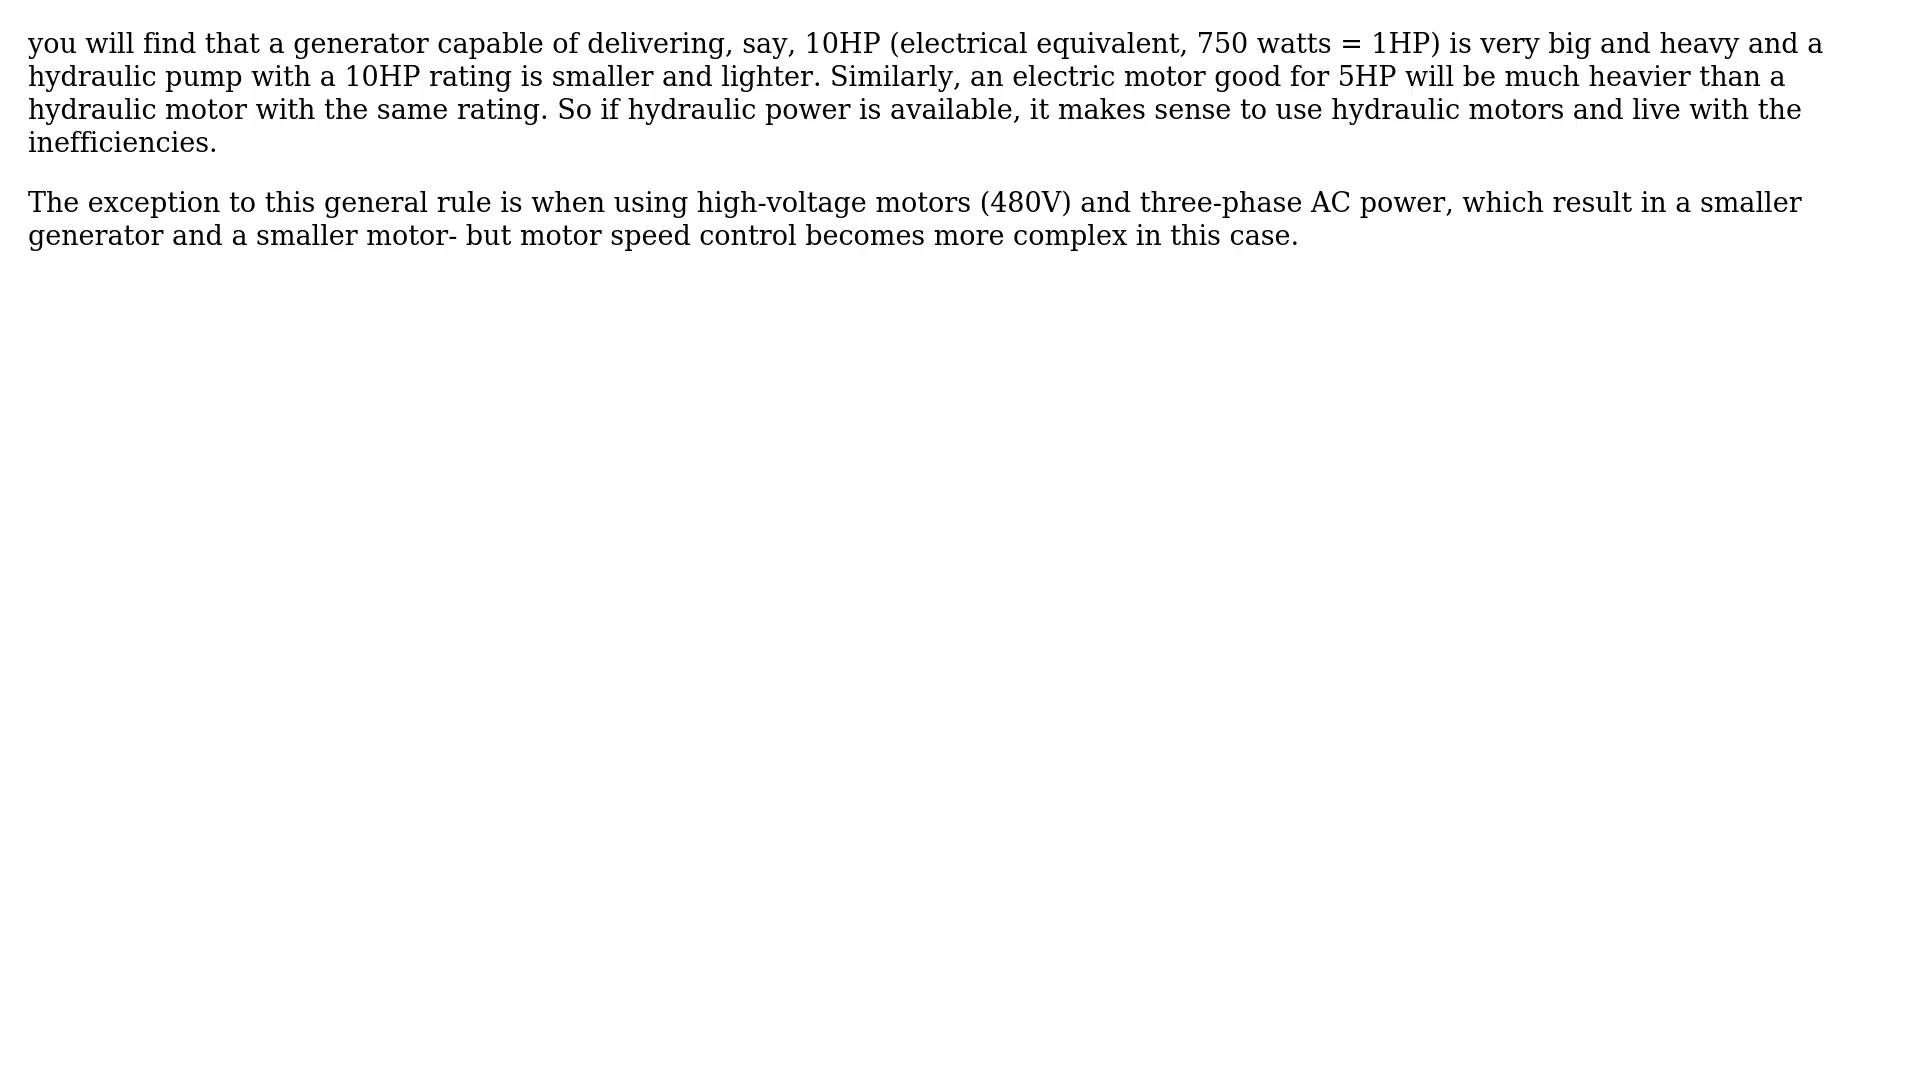 you will find that a generator capable of delivering, say, 10HP (electrical equivalent, 750 watts = 1HP) is very big and heavy and a
hydraulic pump with a 10HP rating is smaller and lighter. Similarly, an electric motor good for 5HP will be much heavier than a
hydraulic motor with the same rating. So if hydraulic power is available, it makes sense to use hydraulic motors and live with the
inefficiencies.
The exception to this general rule is when using high-voltage motors (480V) and three-phase AC power, which result in a smaller
generator and a smaller motor- but motor speed control becomes more complex in this case.